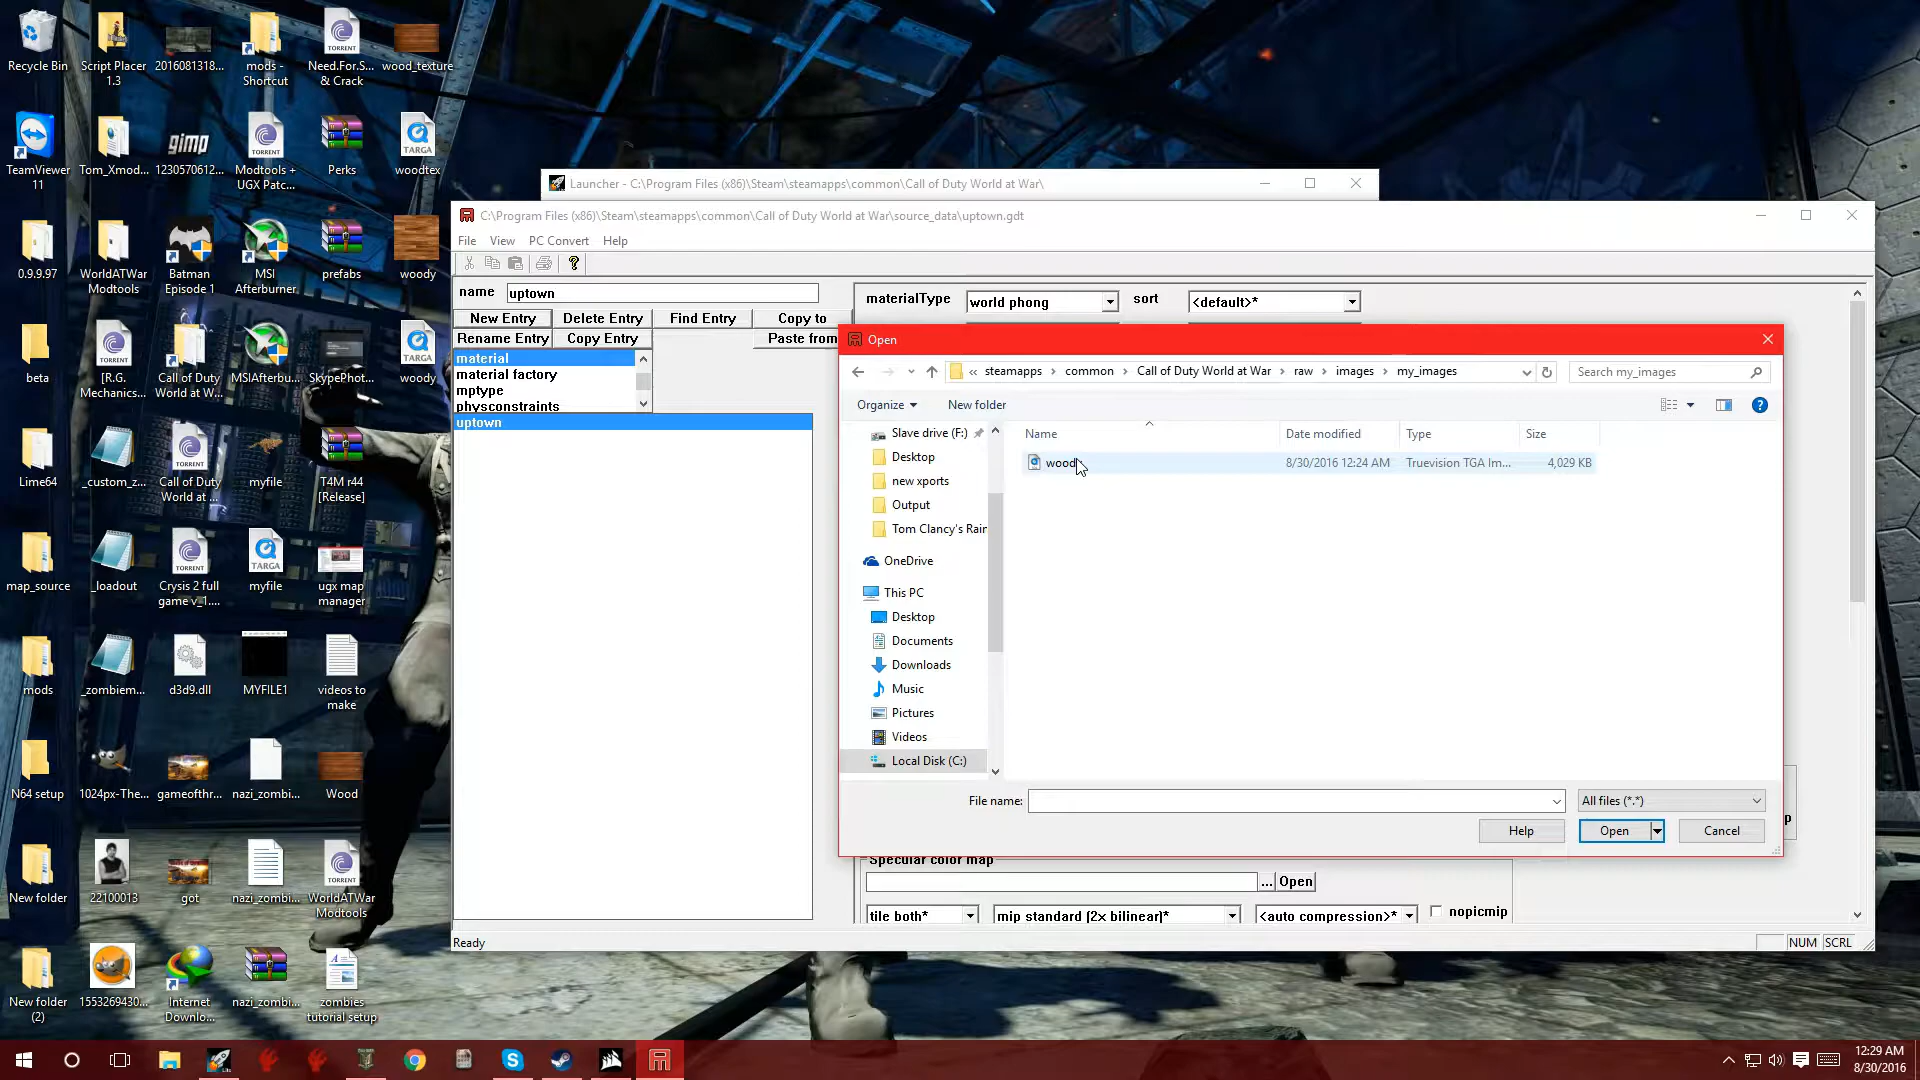 Recycle Bin
Script Placer
1.3
2016081318...
mods -
Shortcut
Need.For.S...
& Crack
wood_texture
TORRENT
TeamViewer
11
Tom_Xmod...
gimp
1230570612...
TORRENT
Modtools +
UGX Patc...
Perks
TARGA
woodtex
0.9.9.97
WorldATWar
Modtools
Batman
Episode 1
MSI
Afterburner
prefabs
woody
beta
[R.G.
Mechanics...
Call of Duty
World at W...
MSIAfterbu...
SkypePhot...
TARGA
woody
Lime64
_custom_z...
TORRENT
Call of Duty
World at ...
myfile
T4M r44
[Release]
map_source
_loadout
TORRENT
Crysis 2 full
game v_1....
TARGA
myfile
ugx map
manager
mods
_zombiem...
d3d9.dll
MYFILE1
videos to
make
N64 setup
1024px-The...
gameofthr...
nazi_zombi...
Wood
New folder
22100013
got
nazi_zombi...
TORRENT
WorldATWar
Modtools
New folder
(2)
1553269430...
Internet
Downlo...
nazi_zombi...
zombies
tutorial setup
Launcher - C:\Program Files (x86)\Steam\steamapps\common\Call of Duty World at War\
C:\Program Files (x86)\Steam\steamapps\common\Call of Duty World at War\source_data\uptown.gdt
File View PC Convert Help
name uptown
New Entry Delete Entry Find Entry Copy to
Rename Entry Copy Entry Paste from
material
material factory
mptype
physconstraints
uptown
materialType world phong sort <default>*
Open
« steamapps > common > Call of Duty World at War > raw > images > my_images
Search my_images
Organize New folder
Slave drive (F:)
Desktop
new xports
Output
Tom Clancy's Rain
OneDrive
This PC
Desktop
Documents
Downloads
Music
Pictures
Videos
Local Disk (C:)
Name Date modified Type Size
woody 8/30/2016 12:24 AM Truevision TGA Im... 4,029 KB
File name: All files (*.*)
Help Open Cancel
p
Specular color map
... Open
tile both* mip standard (2x bilinear)* <auto compression>* nopicmip
Ready
NUM SCRL
12:29 AM
8/30/2016